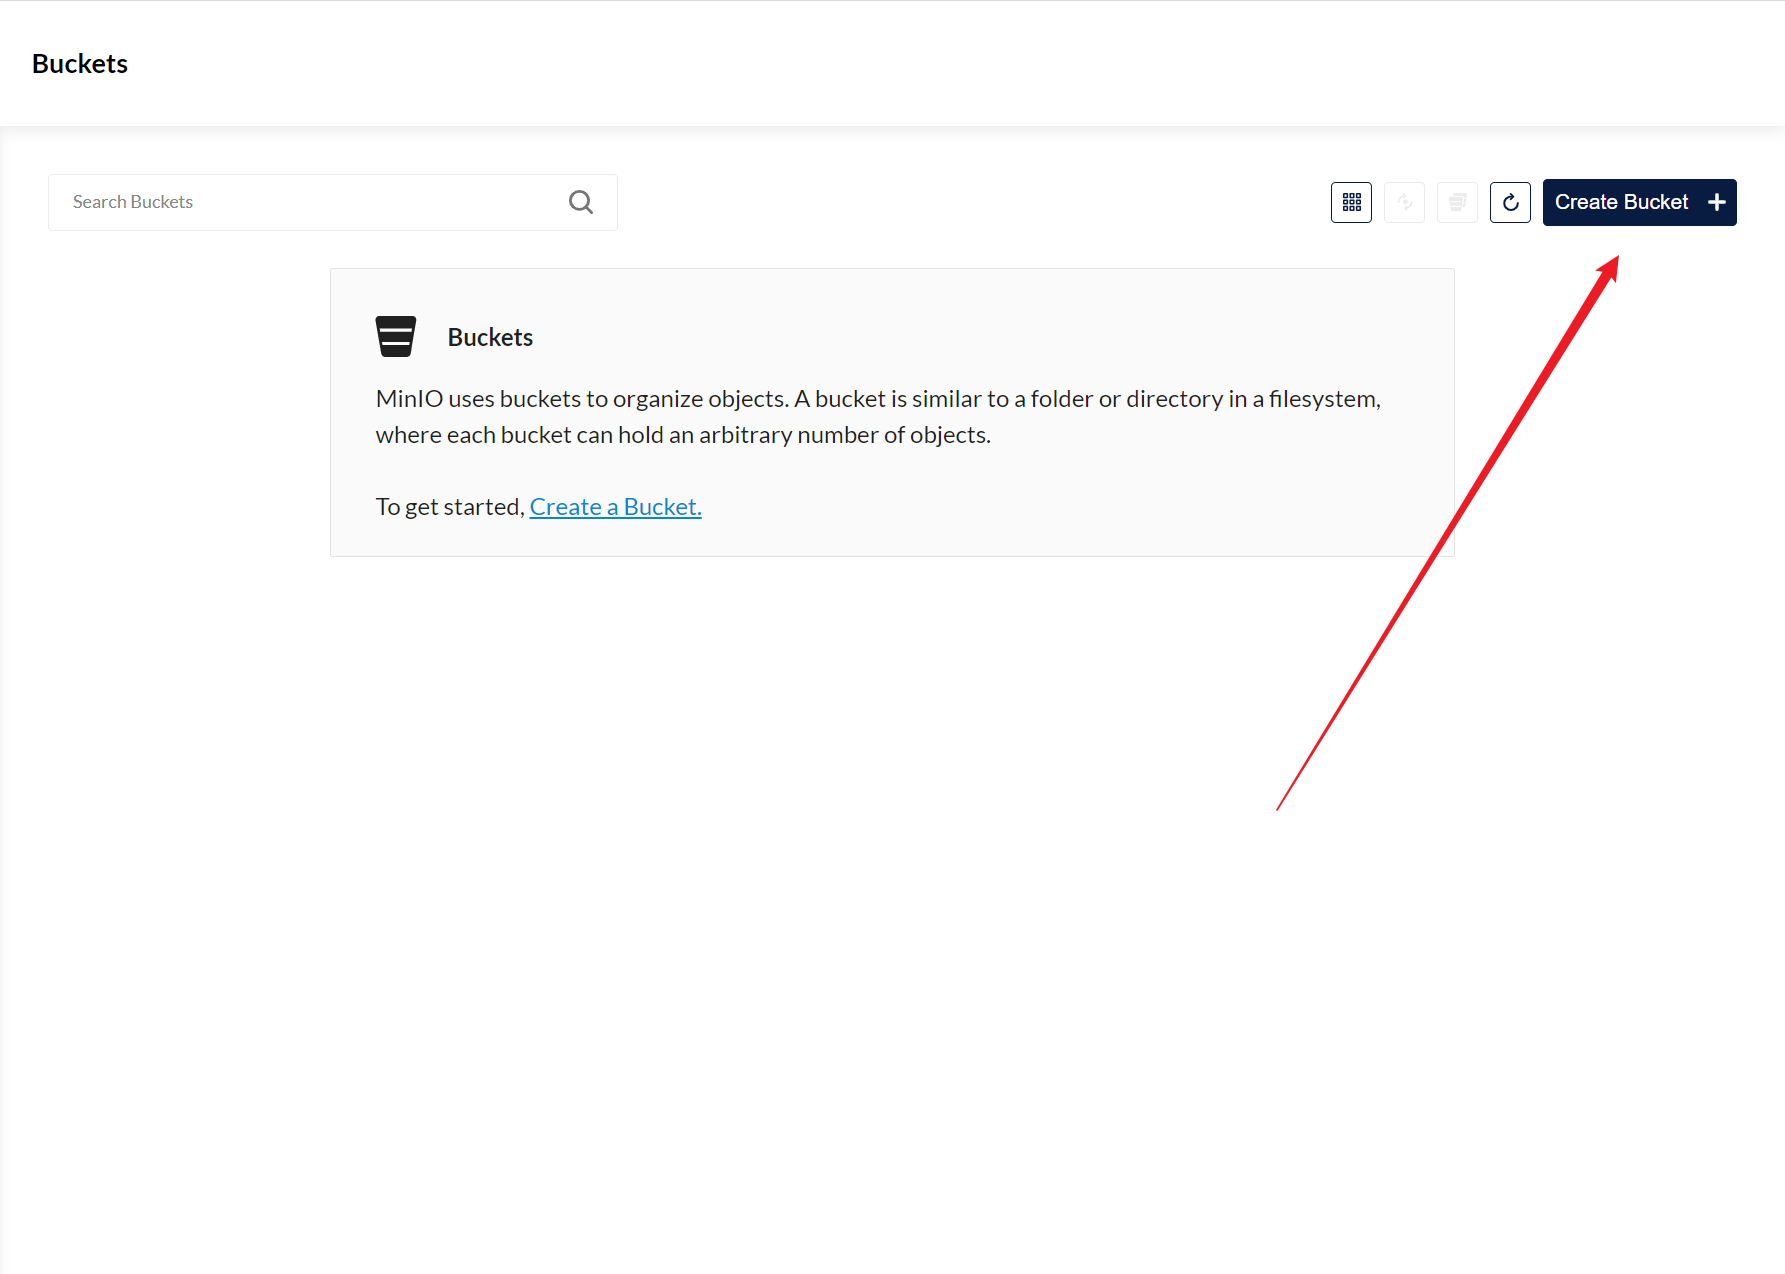 Buckets
Search Buckets
Create Bucket
Buckets
MinIO uses buckets to organize objects. A bucket is similar to a folder or directory in a filesystem,
where each bucket can hold an arbitrary number of objects.
To get started, Create a Bucket.